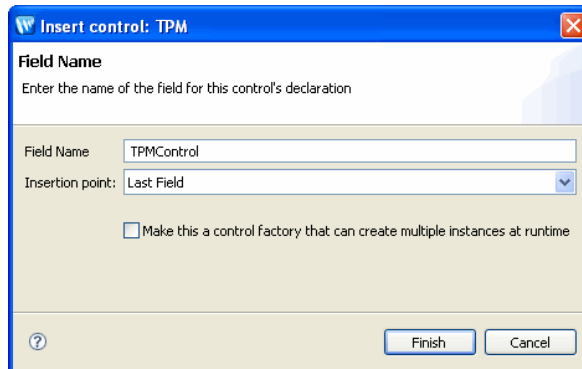 Insert control: TPM
Field Name
Enter the name of the field for this control's declaration
Field Name TPMControl
Insertion point: Last Field
Make this a control factory that can create multiple instances at runtime
? Finish Cancel